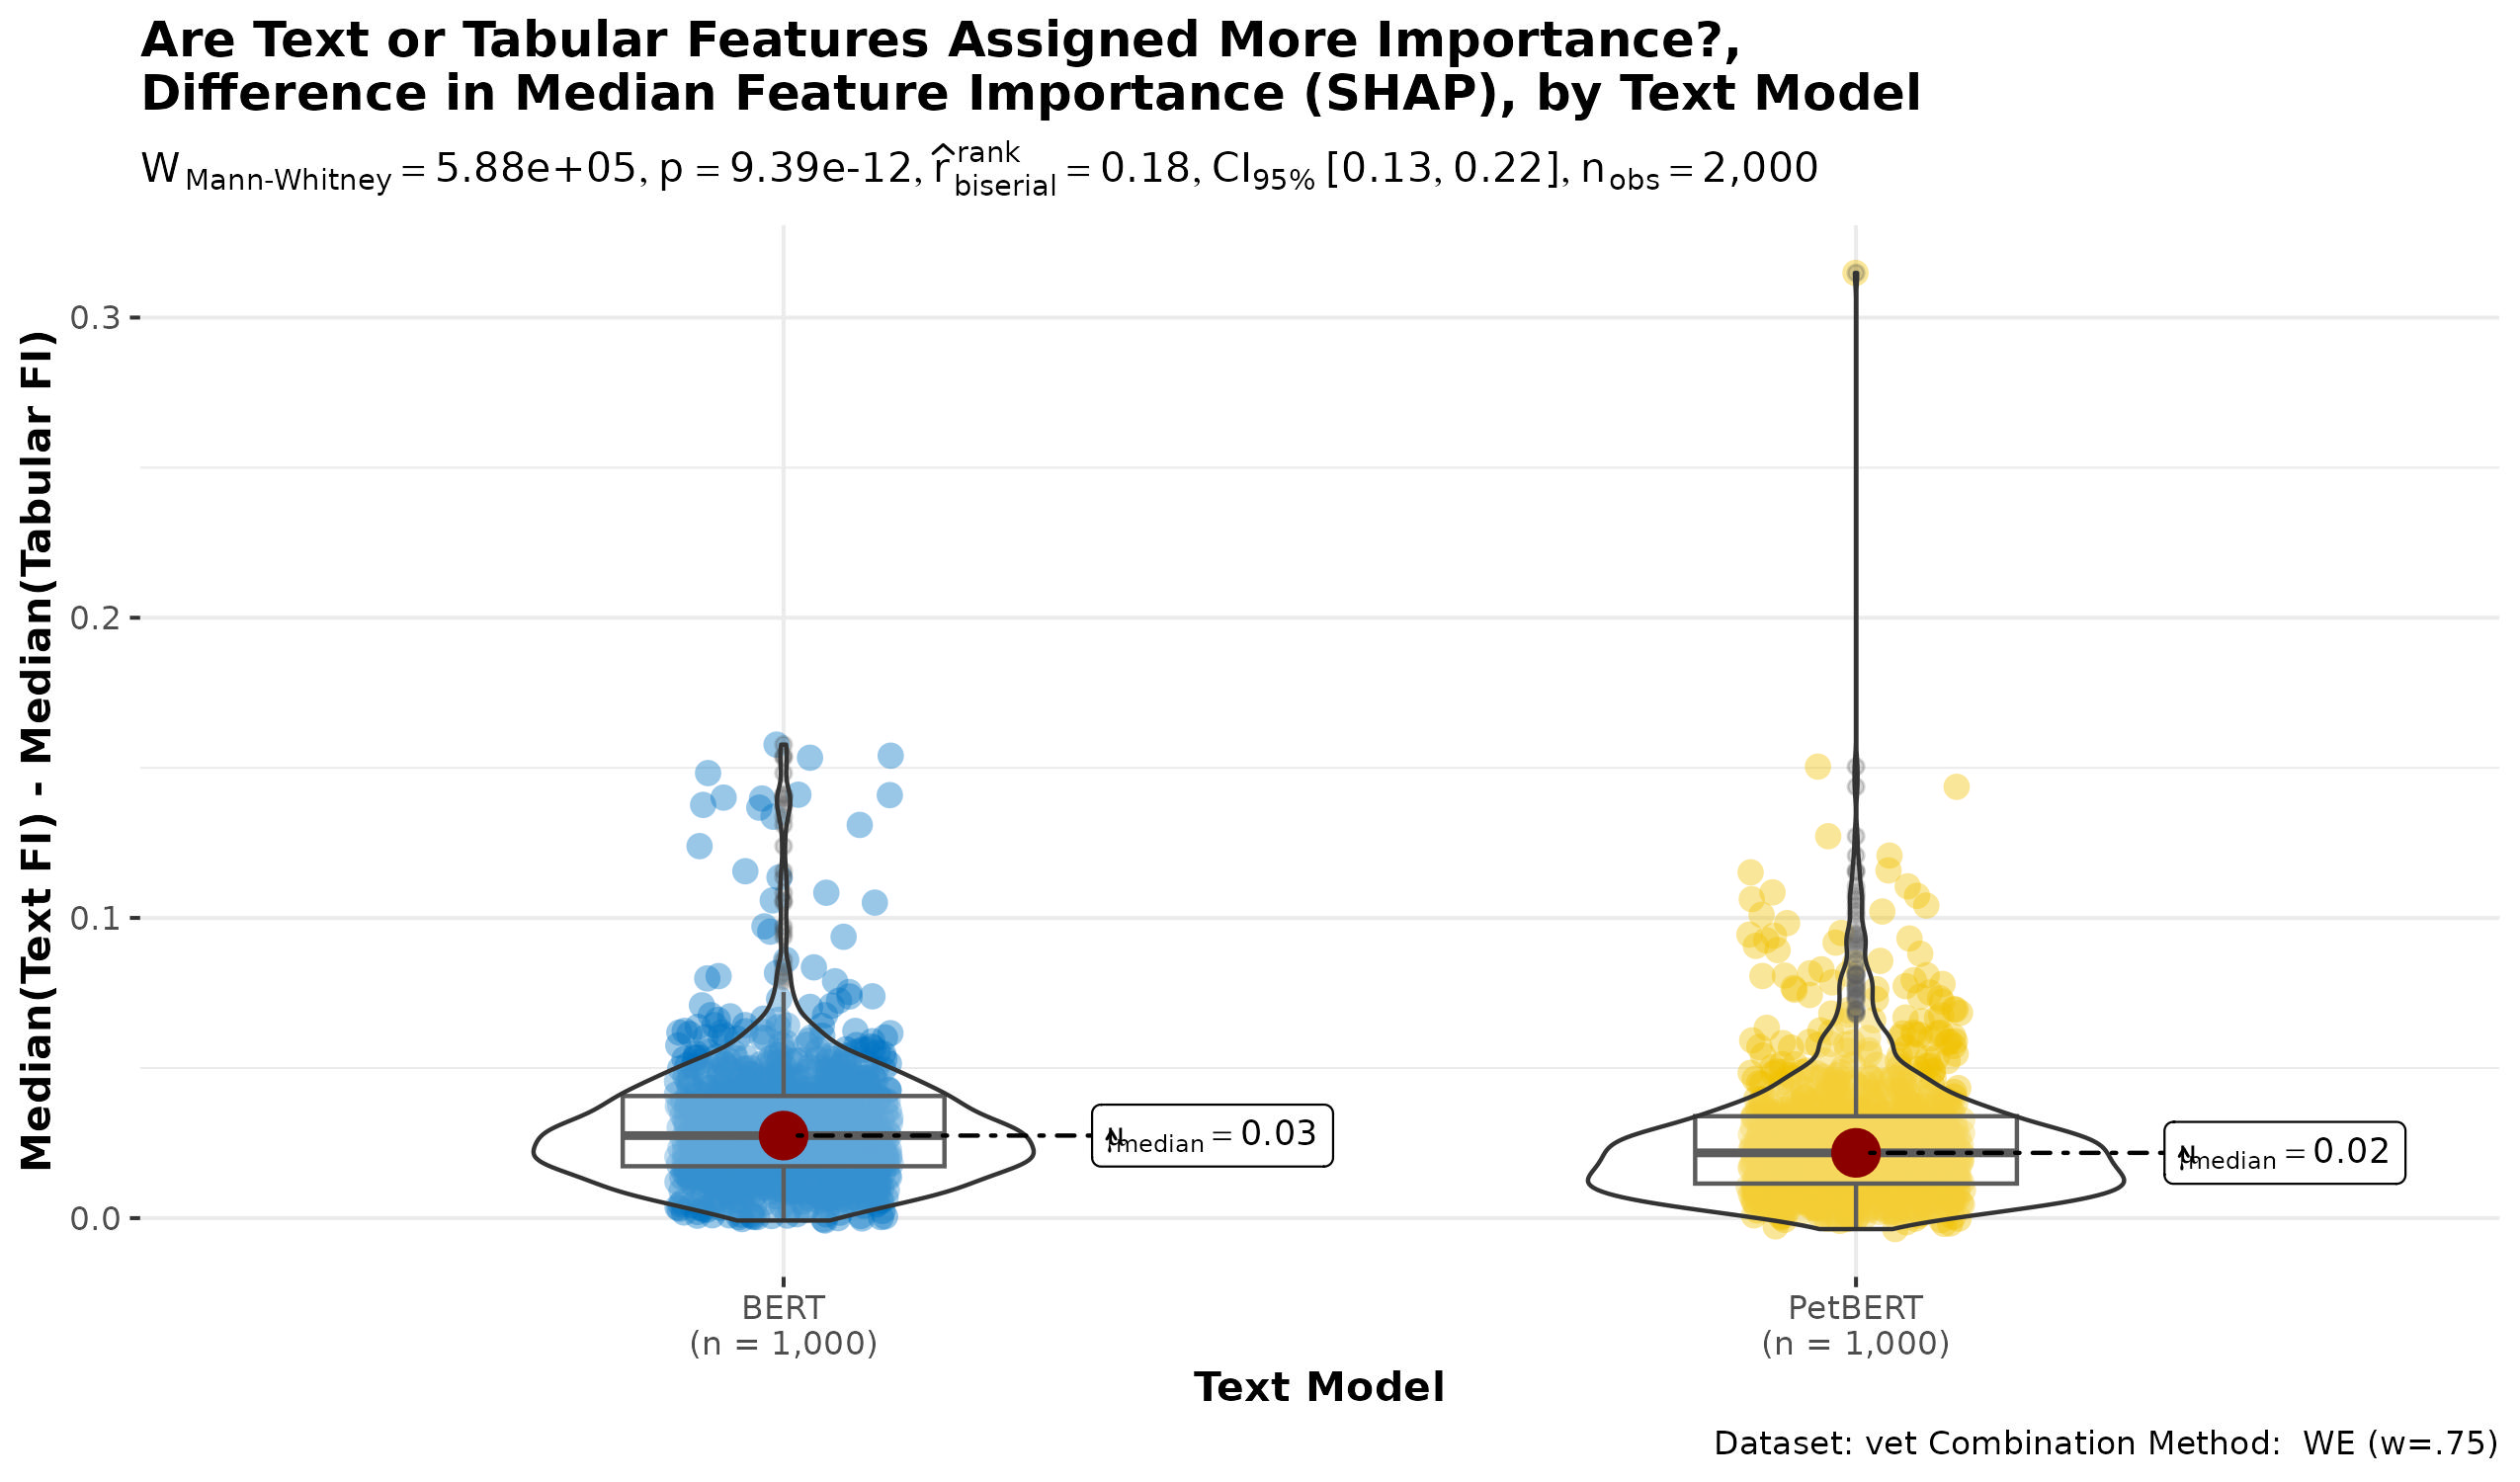 Are Text or Tabular Features Assigned More Importance?,
Difference in Median Feature Importance (SHAP), by Text Model
W Mann-Whitney = 5.88e+05, p = 9.39e-12, r̂ rank biserial = 0.18, CI 95% [0.13, 0.22], n obs = 2,000
Median(Text FI) - Median(Tabular FI)
0.3
0.2
0.1
0.0
μ̂ median = 0.03
μ̂ median = 0.02
BERT
(n = 1,000)
PetBERT
(n = 1,000)
Text Model
Dataset: vet Combination Method:  WE (w=.75)